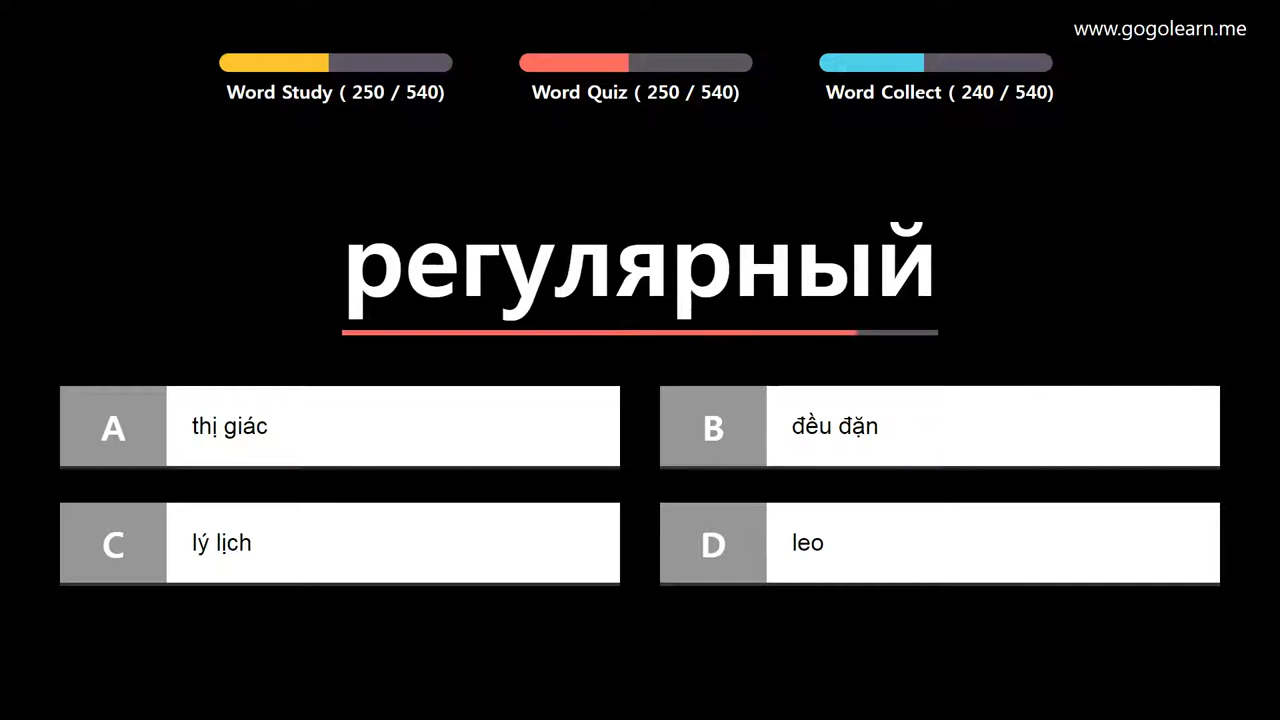 www.gogolearn.me
Word Study ( 250 / 540)
Word Quiz ( 250 / 540)
Word Collect ( 240 / 540)
регулярный
A thị giác
B đều đặn
C lý lịch
D leo